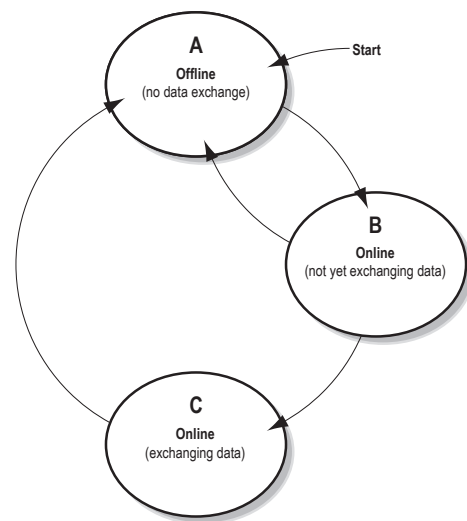 A
Offline
(no data exchange)
Start
B
Online
(not yet exchanging data)
C
Online
(exchanging data)